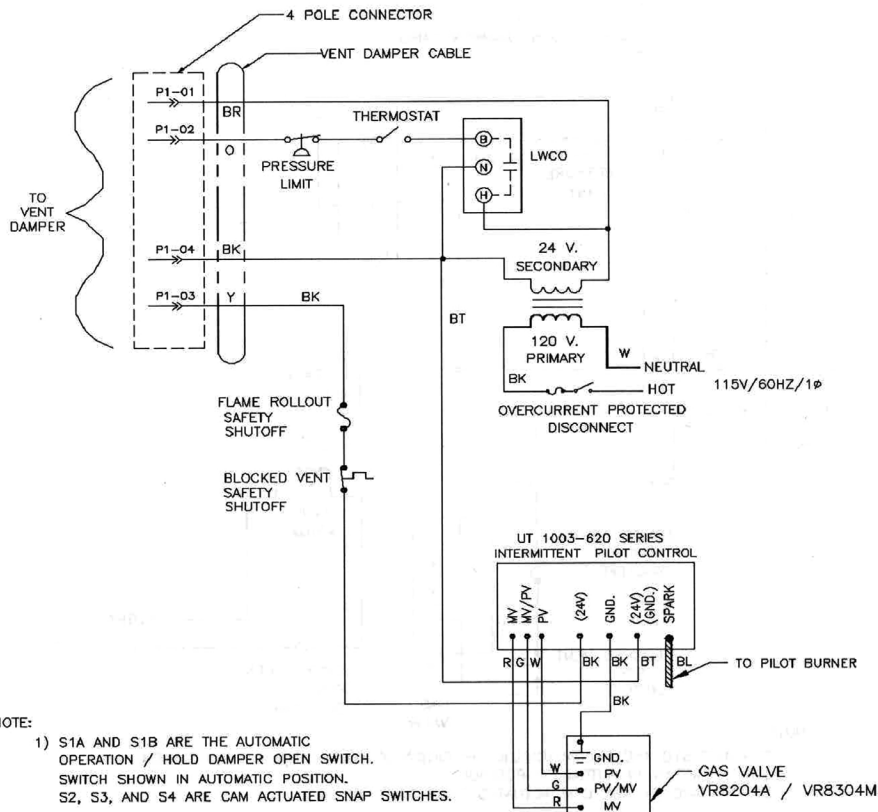 4 POLE CONNECTOR
VENT DAMPER CABLE
P1-01
BR
THERMOSTAT
P1-02
O
PRESSURE
LIMIT
B
N
H
LWCO
TO
VENT
DAMPER
P1-04
BK
24 V.
SECONDARY
P1-03
Y
BK
BT
120 V.
PRIMARY
W
NEUTRAL
BK
HOT
115V/60HZ/1ø
OVERCURRENT PROTECTED
DISCONNECT
FLAME ROLLOUT
SAFETY
SHUTOFF
BLOCKED VENT
SAFETY
SHUTOFF
UT 1003-620 SERIES
INTERMITTENT PILOT CONTROL
MV
MV/PV
PV
(24V)
GND.
(24V)
(GND.)
SPARK
R G W BK BK BT BL
TO PILOT BURNER
BK
OTE:
1) S1A AND S1B ARE THE AUTOMATIC
OPERATION / HOLD DAMPER OPEN SWITCH.
SWITCH SHOWN IN AUTOMATIC POSITION.
S2, S3, AND S4 ARE CAM ACTUATED SNAP SWITCHES.
GND.
W PV
G PV/MV
R MV
GAS VALVE
VR8204A / VR8304M